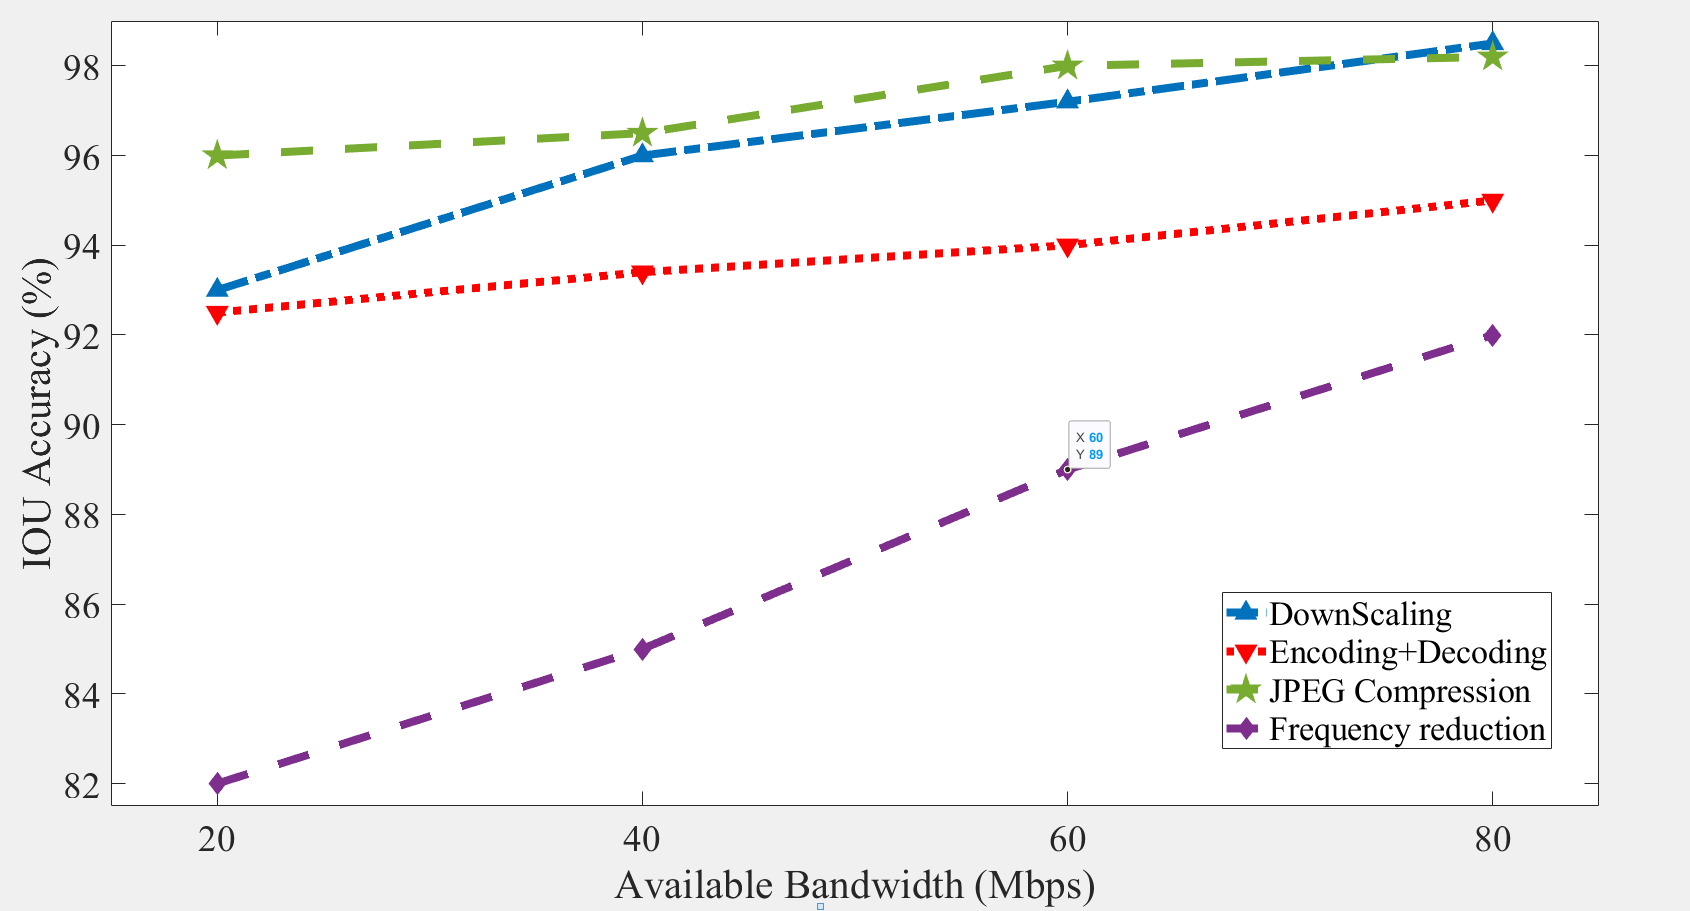 98
96
94
92
90
88
86
84
82
IOU Accuracy (%)
X 60
Y 89
DownScaling
Encoding+Decoding
JPEG Compression
Frequency reduction
20 40 60 80
Available Bandwidth (Mbps)